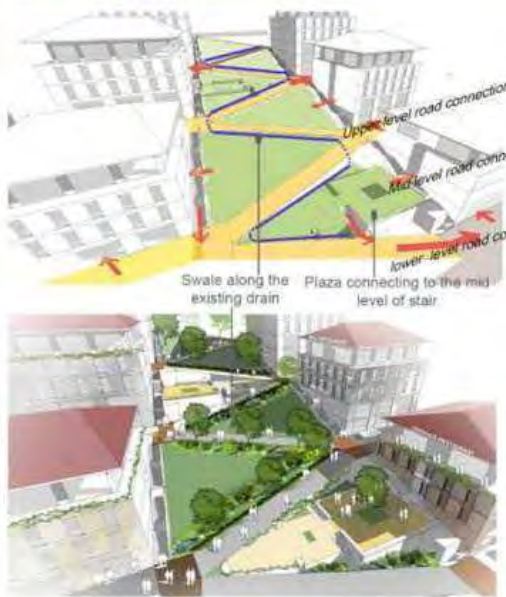 Upper-level road connection
Mid-level road conn
lower-level road co
Swale along the
existing drain
Plaza connecting to the mid
level of stair